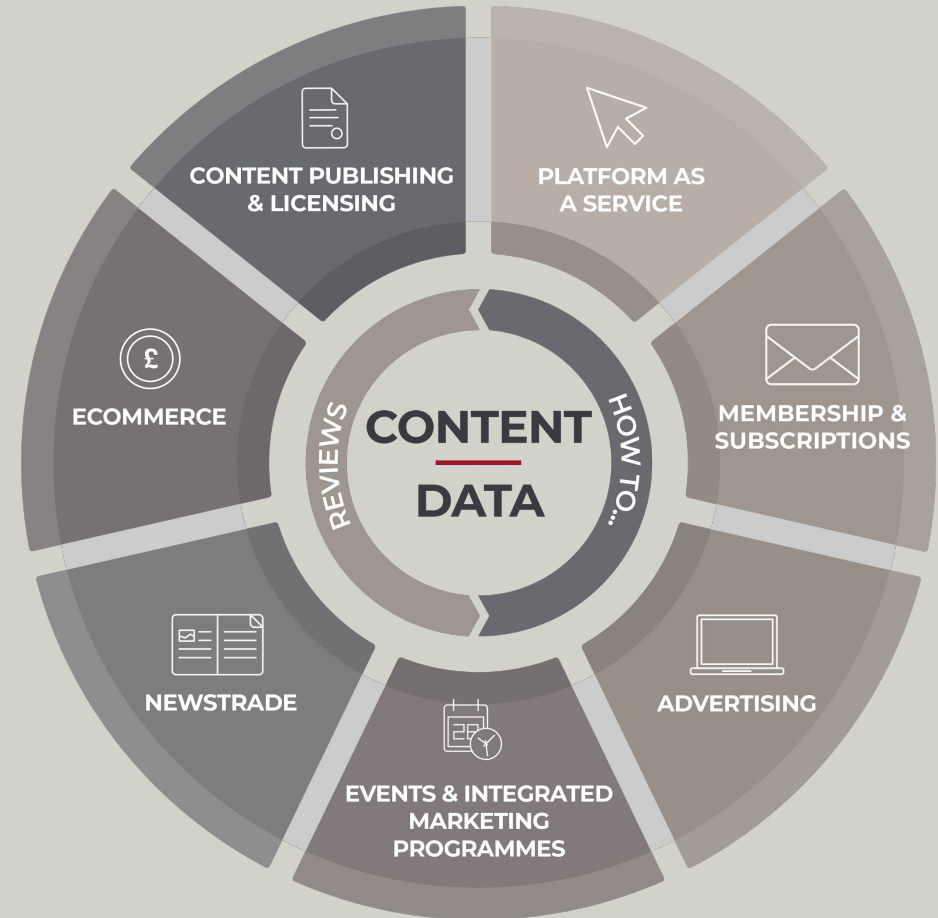 CONTENT PUBLISHING
& LICENSING
PLATFORM AS
A SERVICE
£
ECOMMERCE
MEMBERSHIP &
SUBSCRIPTIONS
REVIEWS
CONTENT
DATA
HOW TO...
NEWSTRADE
ADVERTISING
28
EVENTS & INTEGRATED
MARKETING
PROGRAMMES